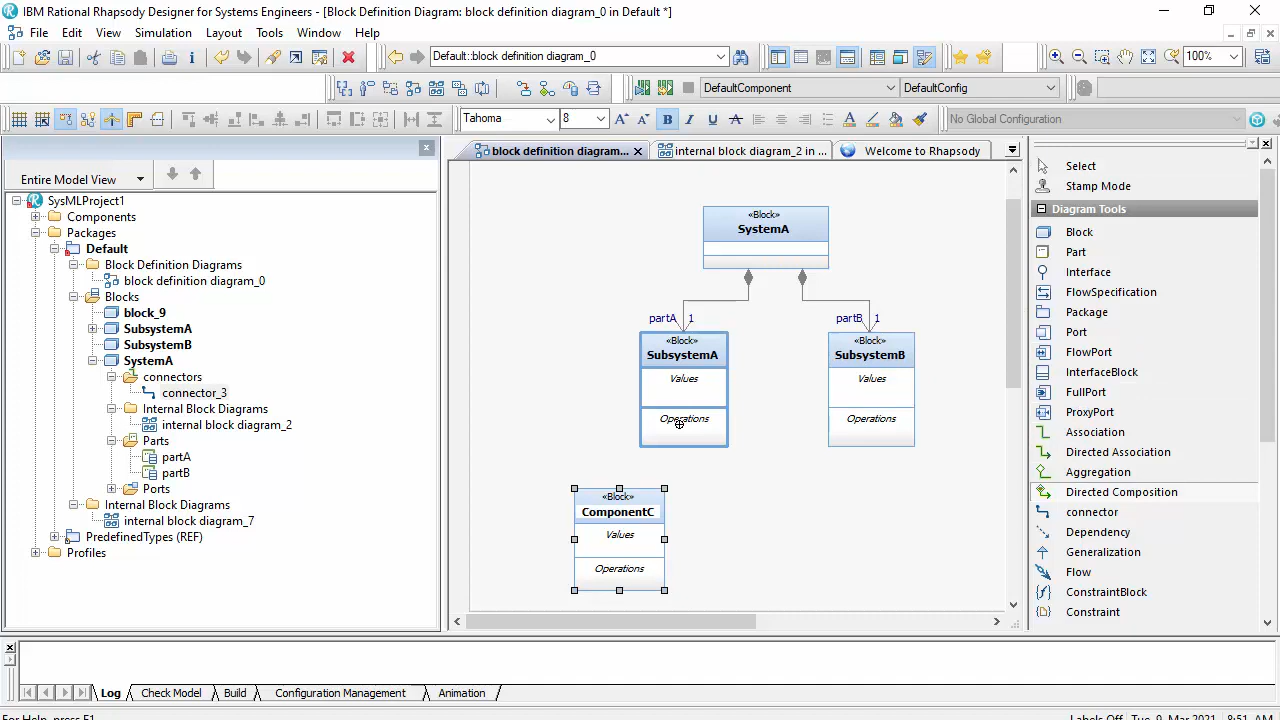 IBM Rational Rhapsody Designer for Systems Engineers - [Block Definition Diagram: block definition diagram_0 in Default *]
File Edit View Simulation Layout Tools Window Help
Default::block definition diagram_0
100%
DefaultComponent
DefaultConfig
Tahoma
8
No Global Configuration
Entire Model View
SysMLProject1
Components
Packages
Default
Block Definition Diagrams
block definition diagram_0
Blocks
block_9
SubsystemA
SubsystemB
SystemA
connectors
connector_3
Internal Block Diagrams
internal block diagram_2
Parts
partA
partB
Ports
Internal Block Diagrams
internal block diagram_7
PredefinedTypes (REF)
Profiles
block definition diagram...
internal block diagram_2 in ...
Welcome to Rhapsody
«Block»
SystemA
partA 1
partB 1
«Block»
SubsystemA
Values
Operations
«Block»
SubsystemB
Values
Operations
«Block»
ComponentC
Values
Operations
Select
Stamp Mode
Diagram Tools
Block
Part
Interface
FlowSpecification
Package
Port
FlowPort
InterfaceBlock
FullPort
ProxyPort
Association
Directed Association
Aggregation
Directed Composition
connector
Dependency
Generalization
Flow
ConstraintBlock
Constraint
Log
Check Model
Build
Configuration Management
Animation
For Help, press F1
Labels Off Tue, 9, Mar 2021 8:51 AM